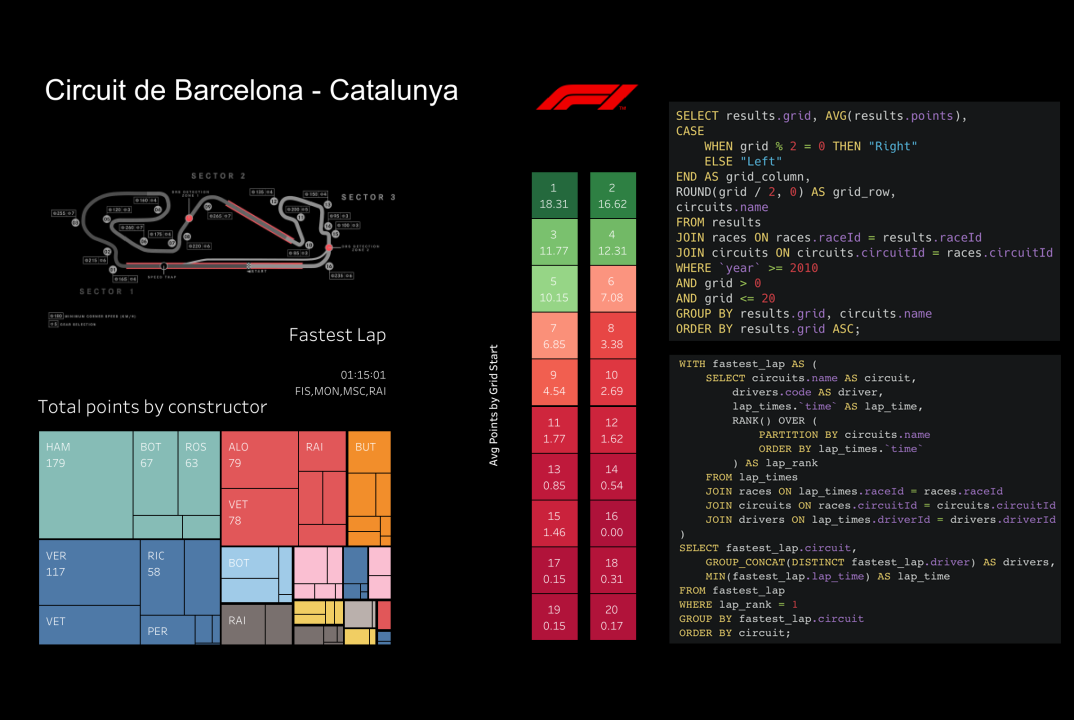 Circuit de Barcelona - Catalunya
SECTOR 2
SECTOR 3
SECTOR 1
SPEED TRAP
Fastest Lap
01:15:01
FIS,MON,MSC,RAI
Total points by constructor
HAM
179
BOT
67
ROS
63
ALO
79
RAI
BUT
VET
78
VER
117
RIC
58
BOT
VET
PER
RAI
Avg Points by Grid Start
1
18.31
2
16.62
3
11.77
4
12.31
5
10.15
6
7.08
7
6.85
8
3.38
9
4.54
10
2.69
11
1.77
12
1.62
13
0.85
14
0.54
15
1.46
16
0.00
17
0.15
18
0.31
19
0.15
20
0.17
SELECT results.grid, AVG(results.points),
CASE
    WHEN grid % 2 = 0 THEN "Right"
    ELSE "Left"
END AS grid_column,
ROUND(grid / 2, 0) AS grid_row,
circuits.name
FROM results
JOIN races ON races.raceId = results.raceId
JOIN circuits ON circuits.circuitId = races.circuitId
WHERE `year` >= 2010
AND grid > 0
AND grid <= 20
GROUP BY results.grid, circuits.name
ORDER BY results.grid ASC;
WITH fastest_lap AS (
    SELECT circuits.name AS circuit,
        drivers.code AS driver,
        lap_times.`time` AS lap_time,
        RANK() OVER (
            PARTITION BY circuits.name
            ORDER BY lap_times.`time`
        ) AS lap_rank
    FROM lap_times
    JOIN races ON lap_times.raceId = races.raceId
    JOIN circuits ON races.circuitId = circuits.circuitId
    JOIN drivers ON lap_times.driverId = drivers.driverId
)
SELECT fastest_lap.circuit,
    GROUP_CONCAT(DISTINCT fastest_lap.driver) AS drivers,
    MIN(fastest_lap.lap_time) AS lap_time
FROM fastest_lap
WHERE lap_rank = 1
GROUP BY fastest_lap.circuit
ORDER BY circuit;